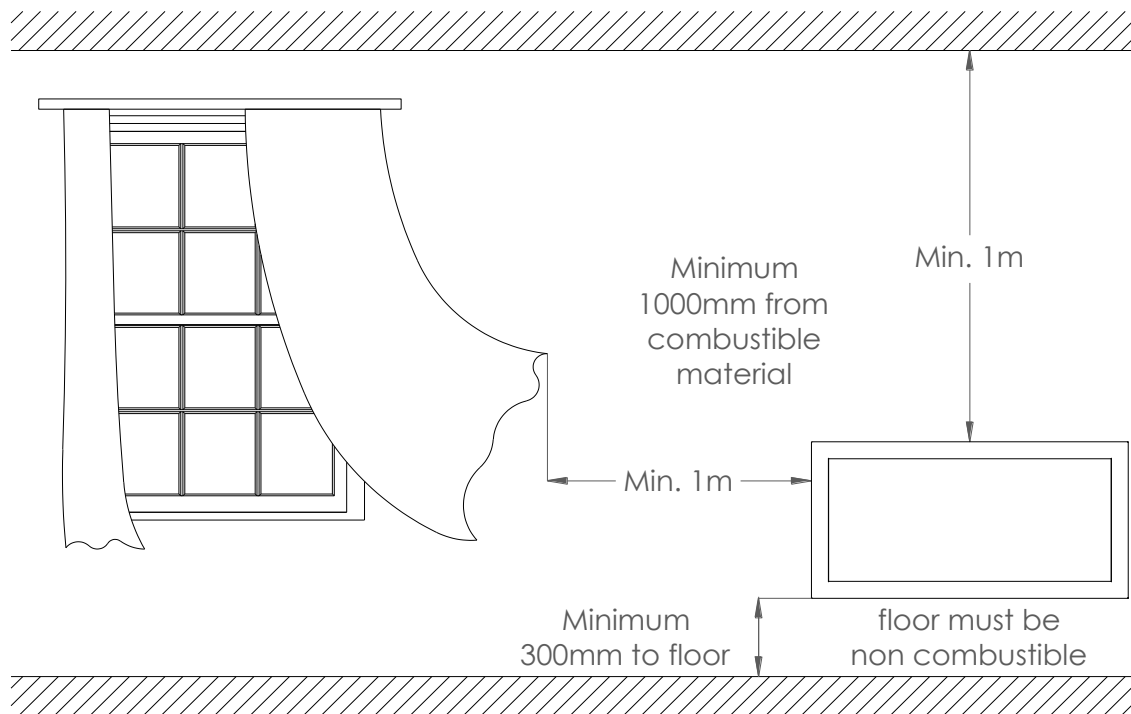 Min. 1m
Minimum
1000mm from
combustible
material
Min. 1m
Minimum
300mm to floor
floor must be
non combustible